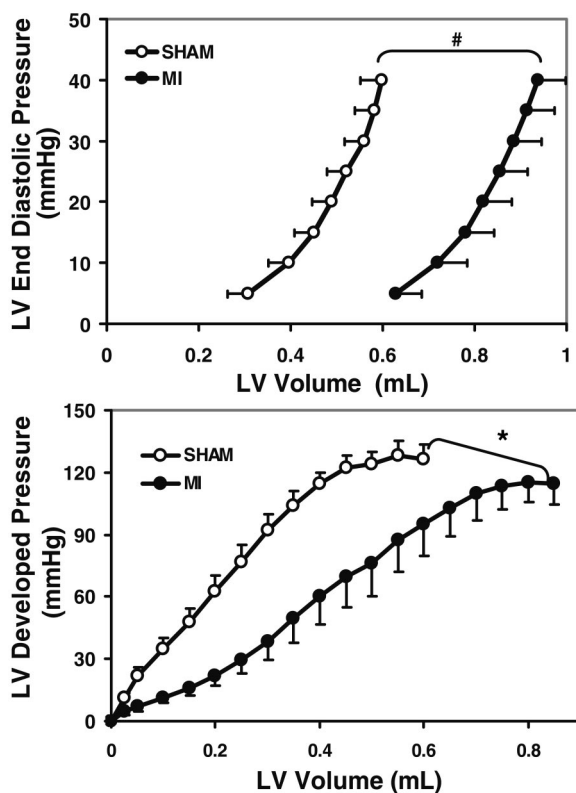 50
40
30
20
10
0
LV End Diastolic Pressure
(mmHg)
SHAM
MI
#
0
0.2
0.4
0.6
0.8
1
LV Volume (mL)
150
120
90
60
30
0
LV Developed Pressure
(mmHg)
SHAM
MI
*
0
0.2
0.4
0.6
0.8
LV Volume (mL)